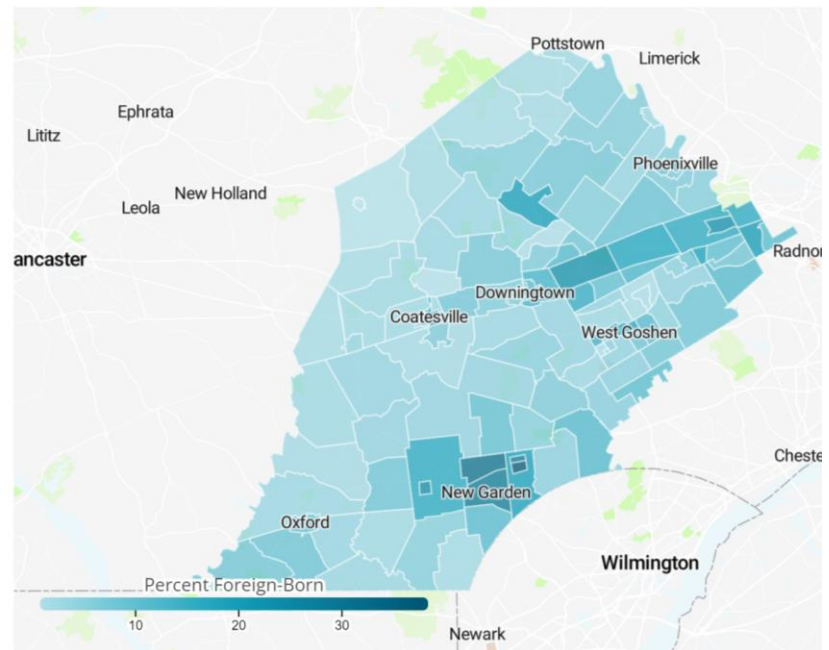 Pottstown
Limerick
Ephrata
Lititz
Phoenixville
New Holland
Leola
ancaster
Radnor
Downingtown
Coatesville
West Goshen
Cheste
New Garden
Oxford
Wilmington
Percent Foreign-Born
10 20 30
Newark